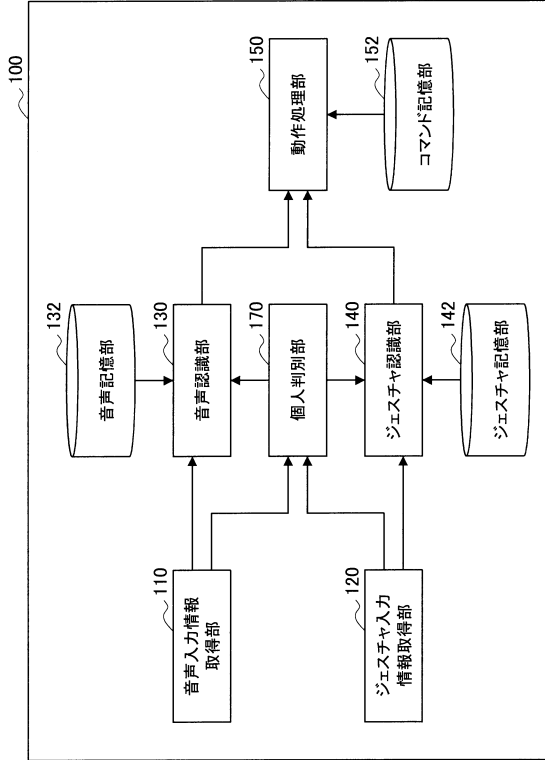 100
132
音声記憶部
110
音声入力情報
取得部
130
音声認識部
150
動作処理部
170
個人判別部
120
ジェスチャ入力
情報取得部
140
ジェスチャ認識部
152
コマンド記憶部
142
ジェスチャ記憶部